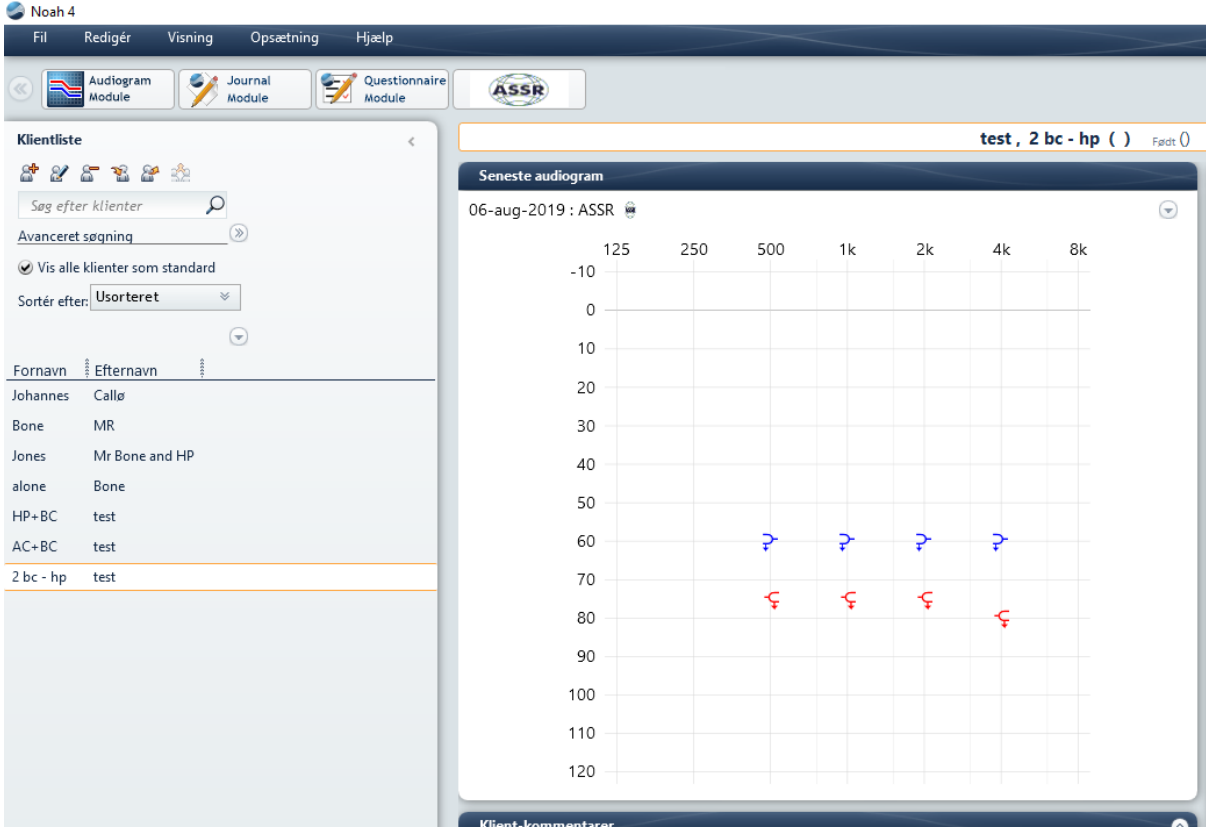 Noah 4
Fil Redigér Visning Opsætning Hjælp
Audiogram Module
Journal Module
Questionnaire Module
ASSR
Klientliste
Søg efter klienter
Avanceret søgning
Vis alle klienter som standard
Sortér efter: Usorteret
Fornavn Efternavn
Johannes Callø
Bone MR
Jones Mr Bone and HP
alone Bone
HP+BC test
AC+BC test
2 bc - hp test
test , 2 bc - hp ( ) Født ()
Seneste audiogram
06-aug-2019 : ASSR
125 250 500 1k 2k 4k 8k
-10
0
10
20
30
40
50
60
70
80
90
100
110
120
Klient-kommentarer